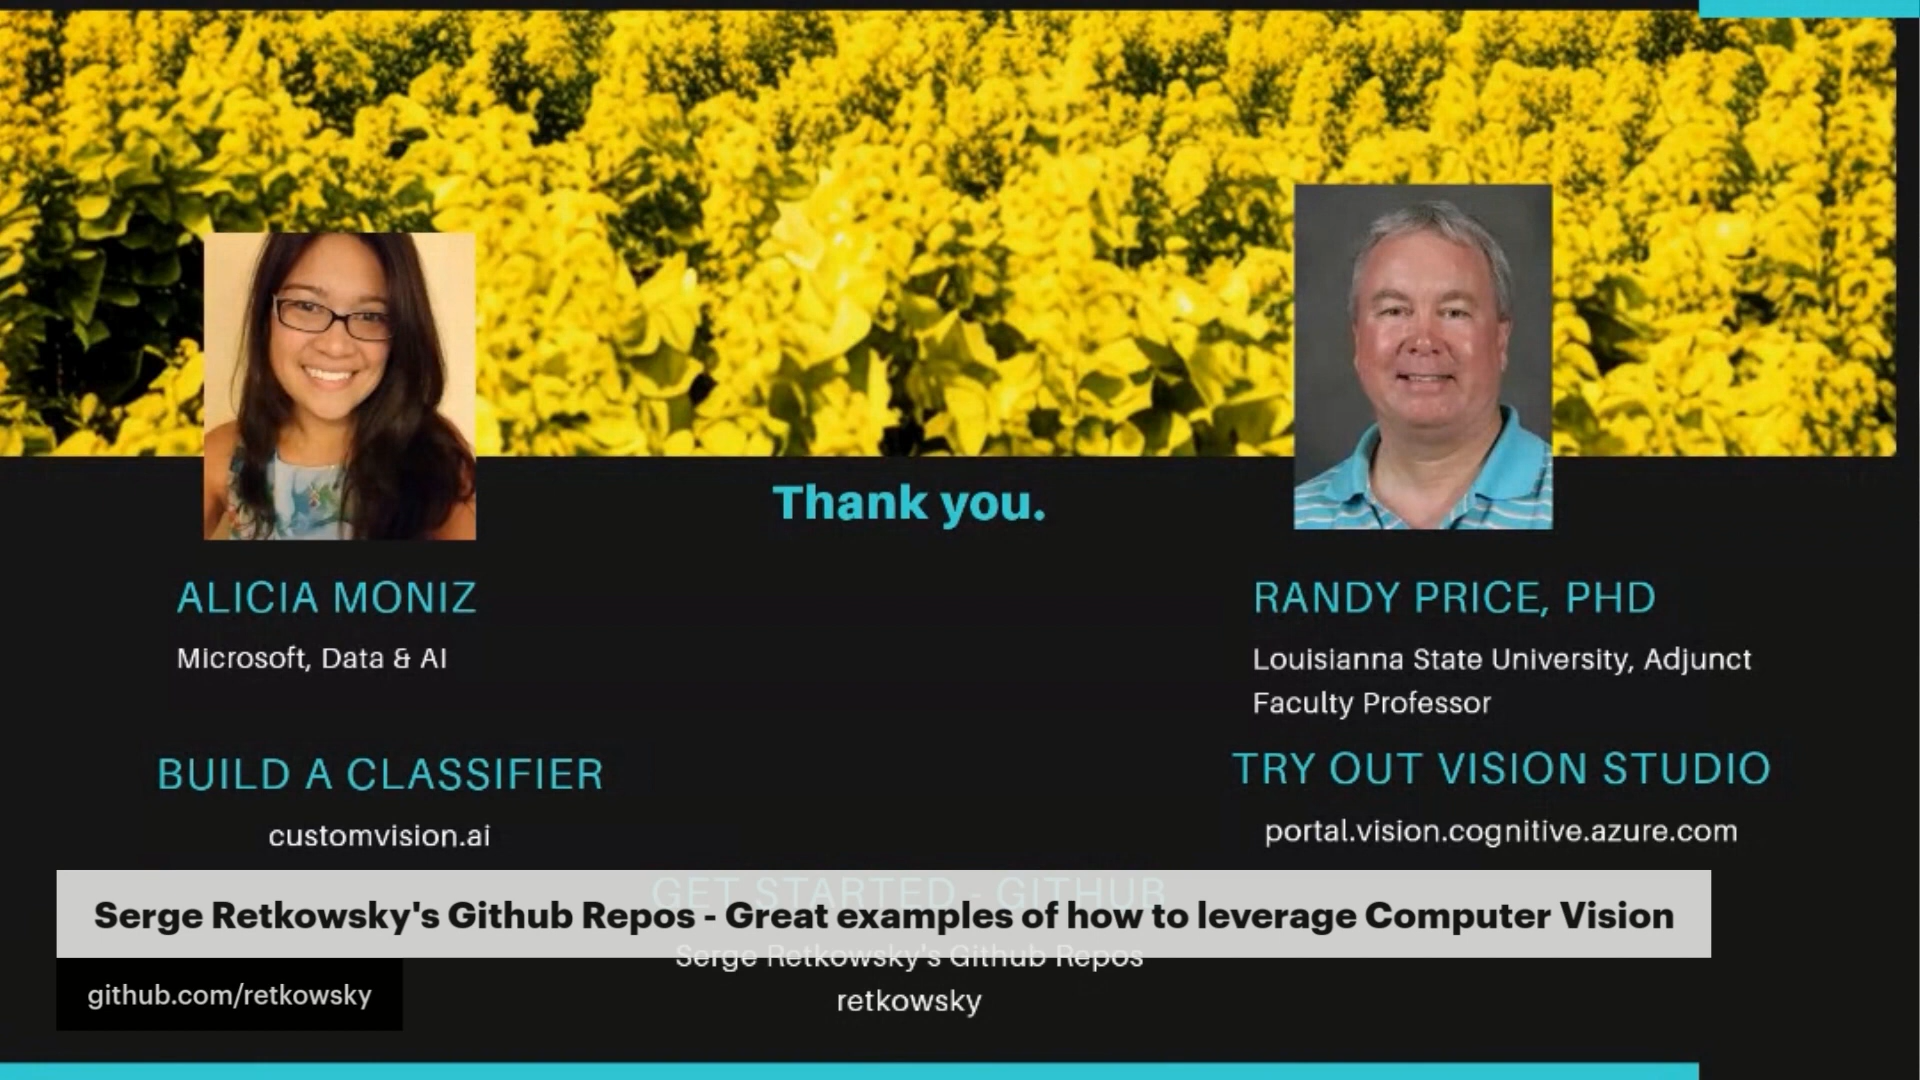 Thank you.
ALICIA MONIZ
Microsoft, Data & AI
RANDY PRICE, PHD
Louisianna State University, Adjunct
Faculty Professor
BUILD A CLASSIFIER
customvision.ai
TRY OUT VISION STUDIO
portal.vision.cognitive.azure.com
GET STARTED - GITHUB
Serge Retkowsky's Github Repos - Great examples of how to leverage Computer Vision
Serge Retkowsky's Github Repos
github.com/retkowsky
retkowsky